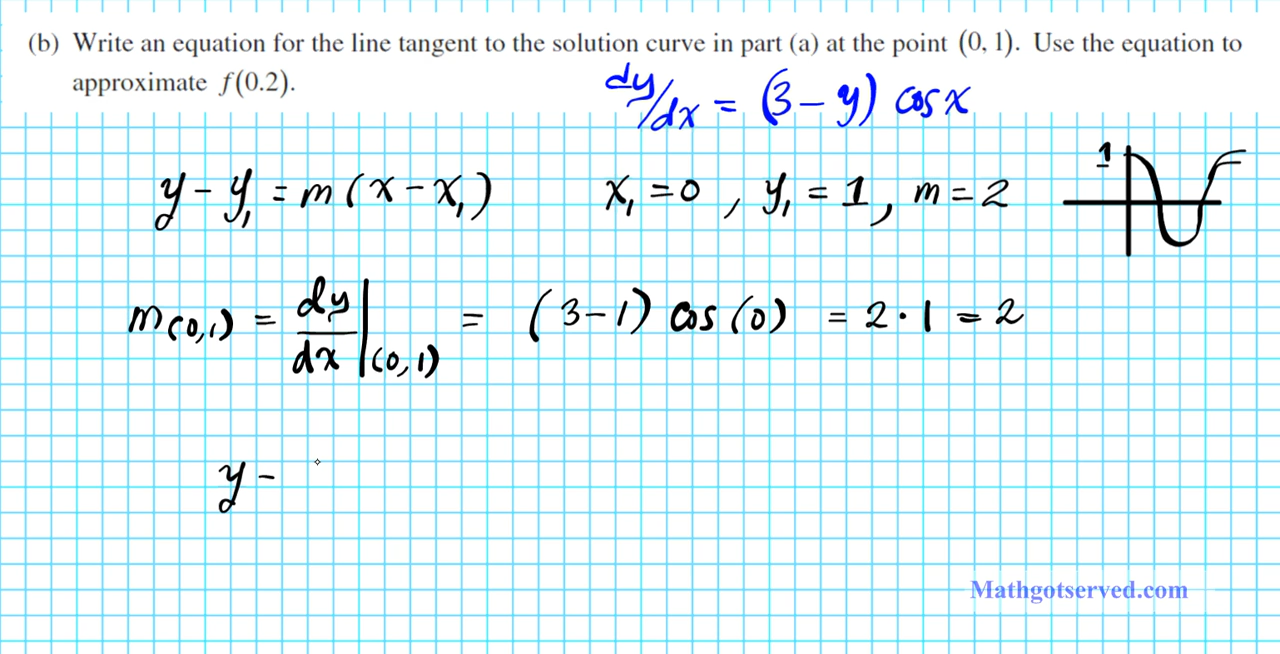 (b) Write an equation for the line tangent to the solution curve in part (a) at the point (0, 1). Use the equation to
approximate f(0.2).
dy/dx = (3 − y) cos x
y − y₁ = m(x − x₁) x₁ = 0 , y₁ = 1, m = 2
1
m(0,1) = dy/dx|(0,1) = (3−1) cos(0) = 2·1 = 2
y −
Mathgotserved.com